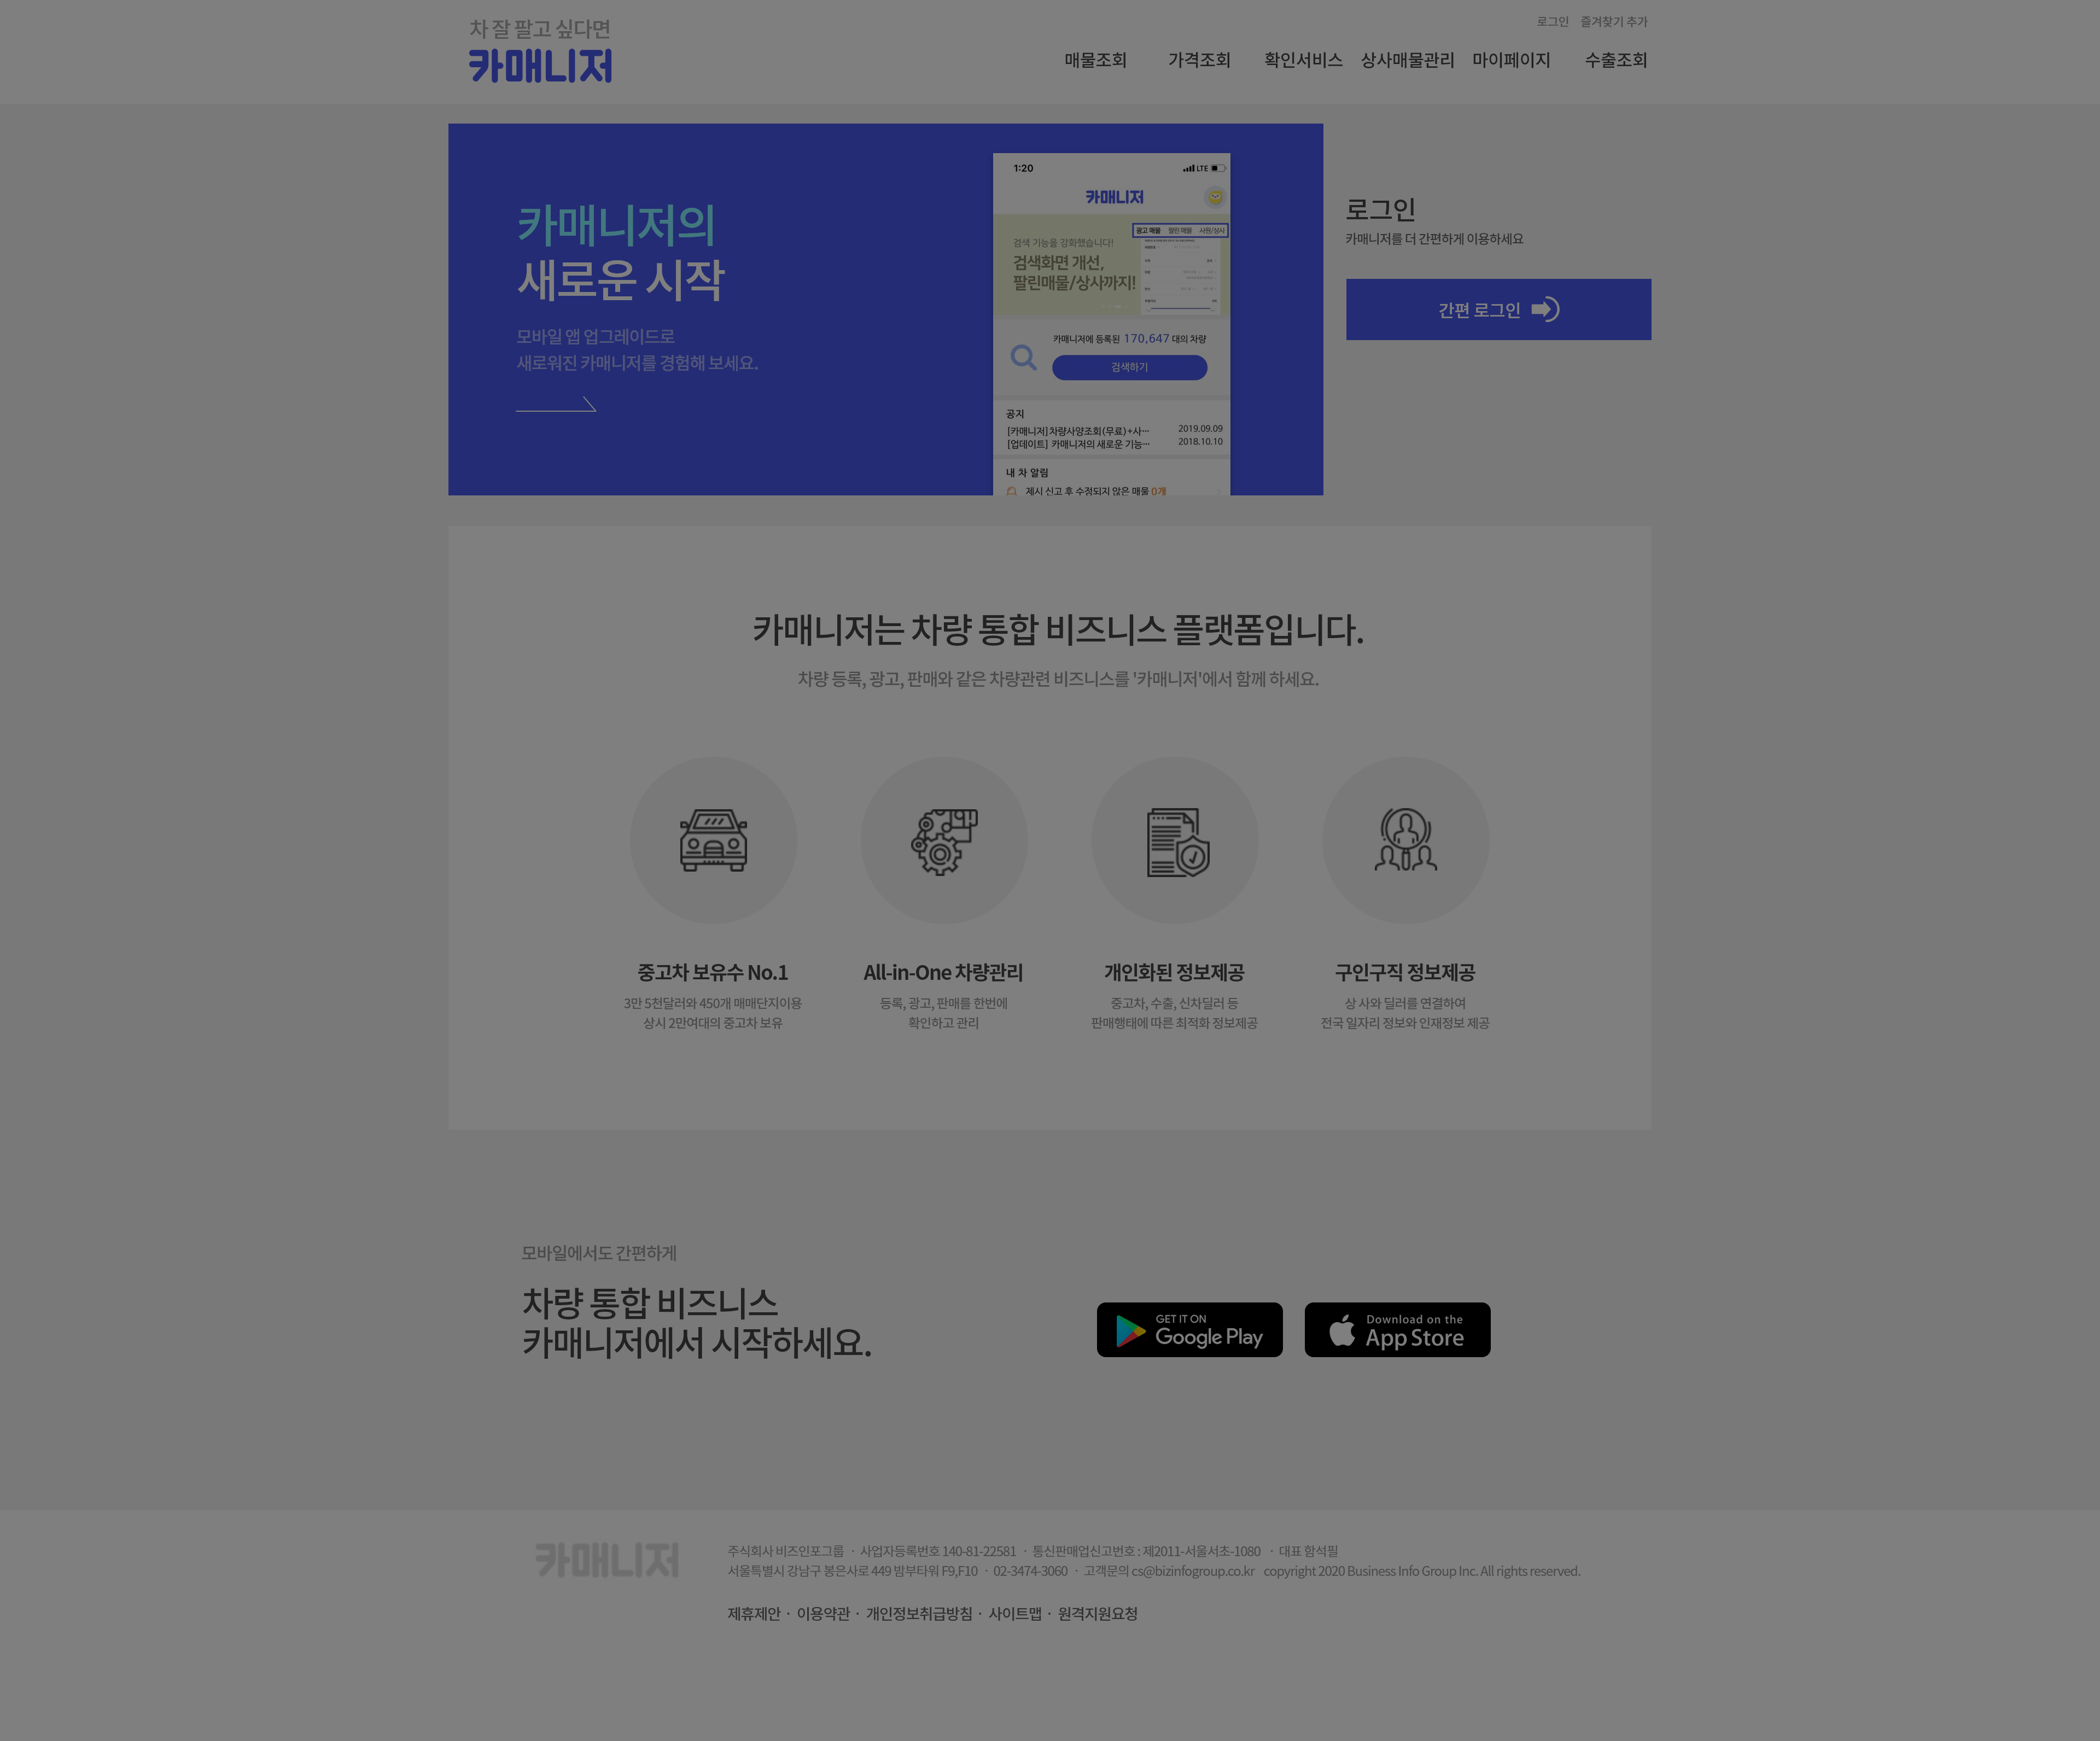 차 잘 팔고 싶다면
카매니저
로그인 즐겨찾기 추가
매물조회 가격조회 확인서비스 상사매물관리 마이페이지 수출조회
카매니저의
새로운 시작
모바일 앱 업그레이드로
새로워진 카매니저를 경험해 보세요.
1:20 LTE
카매니저
광고 매물 팔린 매물 사원/상사
검색 기능을 강화했습니다!
검색화면 개선,
팔린매물/상사까지!
카매니저에 등록된 170,647 대의 차량
검색하기
공지
[카매니저]차량사양조회(무료)+사… 2019.09.09
[업데이트] 카매니저의 새로운 기능… 2018.10.10
내 차 알림
제시 신고 후 수정되지 않은 매물 0개
로그인
카매니저를 더 간편하게 이용하세요
간편 로그인
카매니저는 차량 통합 비즈니스 플랫폼입니다.
차량 등록, 광고, 판매와 같은 차량관련 비즈니스를 '카매니저'에서 함께 하세요.
중고차 보유수 No.1
3만 5천달러와 450개 매매단지이용
상시 2만여대의 중고차 보유
All-in-One 차량관리
등록, 광고, 판매를 한번에
확인하고 관리
개인화된 정보제공
중고차, 수출, 신차딜러 등
판매행태에 따른 최적화 정보제공
구인구직 정보제공
상 사와 딜러를 연결하여
전국 일자리 정보와 인재정보 제공
모바일에서도 간편하게
차량 통합 비즈니스
카매니저에서 시작하세요.
GET IT ON
Google Play
Download on the
App Store
카매니저
주식회사 비즈인포그룹 · 사업자등록번호 140-81-22581 · 통신판매업신고번호 : 제2011-서울서초-1080 · 대표 함석필
서울특별시 강남구 봉은사로 449 밤부타워 F9,F10 · 02-3474-3060 · 고객문의 cs@bizinfogroup.co.kr copyright 2020 Business Info Group Inc. All rights reserved.
제휴제안 · 이용약관 · 개인정보취급방침 · 사이트맵 · 원격지원요청